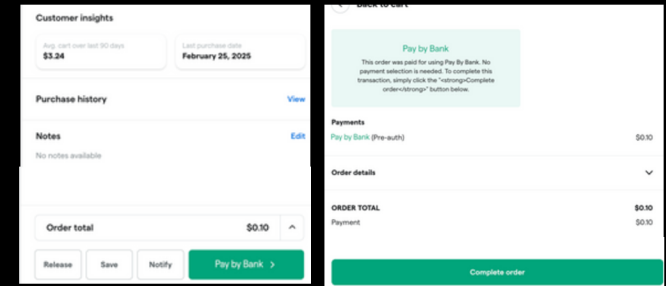 Customer insights
Avg. cart over last 90 days
$3.24
Last purchase date
February 25, 2025
Purchase history
View
Notes
Edit
No notes available
Order total
$0.10
Release
Save
Notify
Pay by Bank
Back to cart
Pay by Bank
This order was paid for using Pay By Bank. No
payment selection is needed. To complete this
transaction, simply click the "<strong>Complete
order</strong>" button below.
Payments
Pay by Bank (Pre-auth)
$0.10
Order details
ORDER TOTAL
$0.10
Payment
$0.10
Complete order